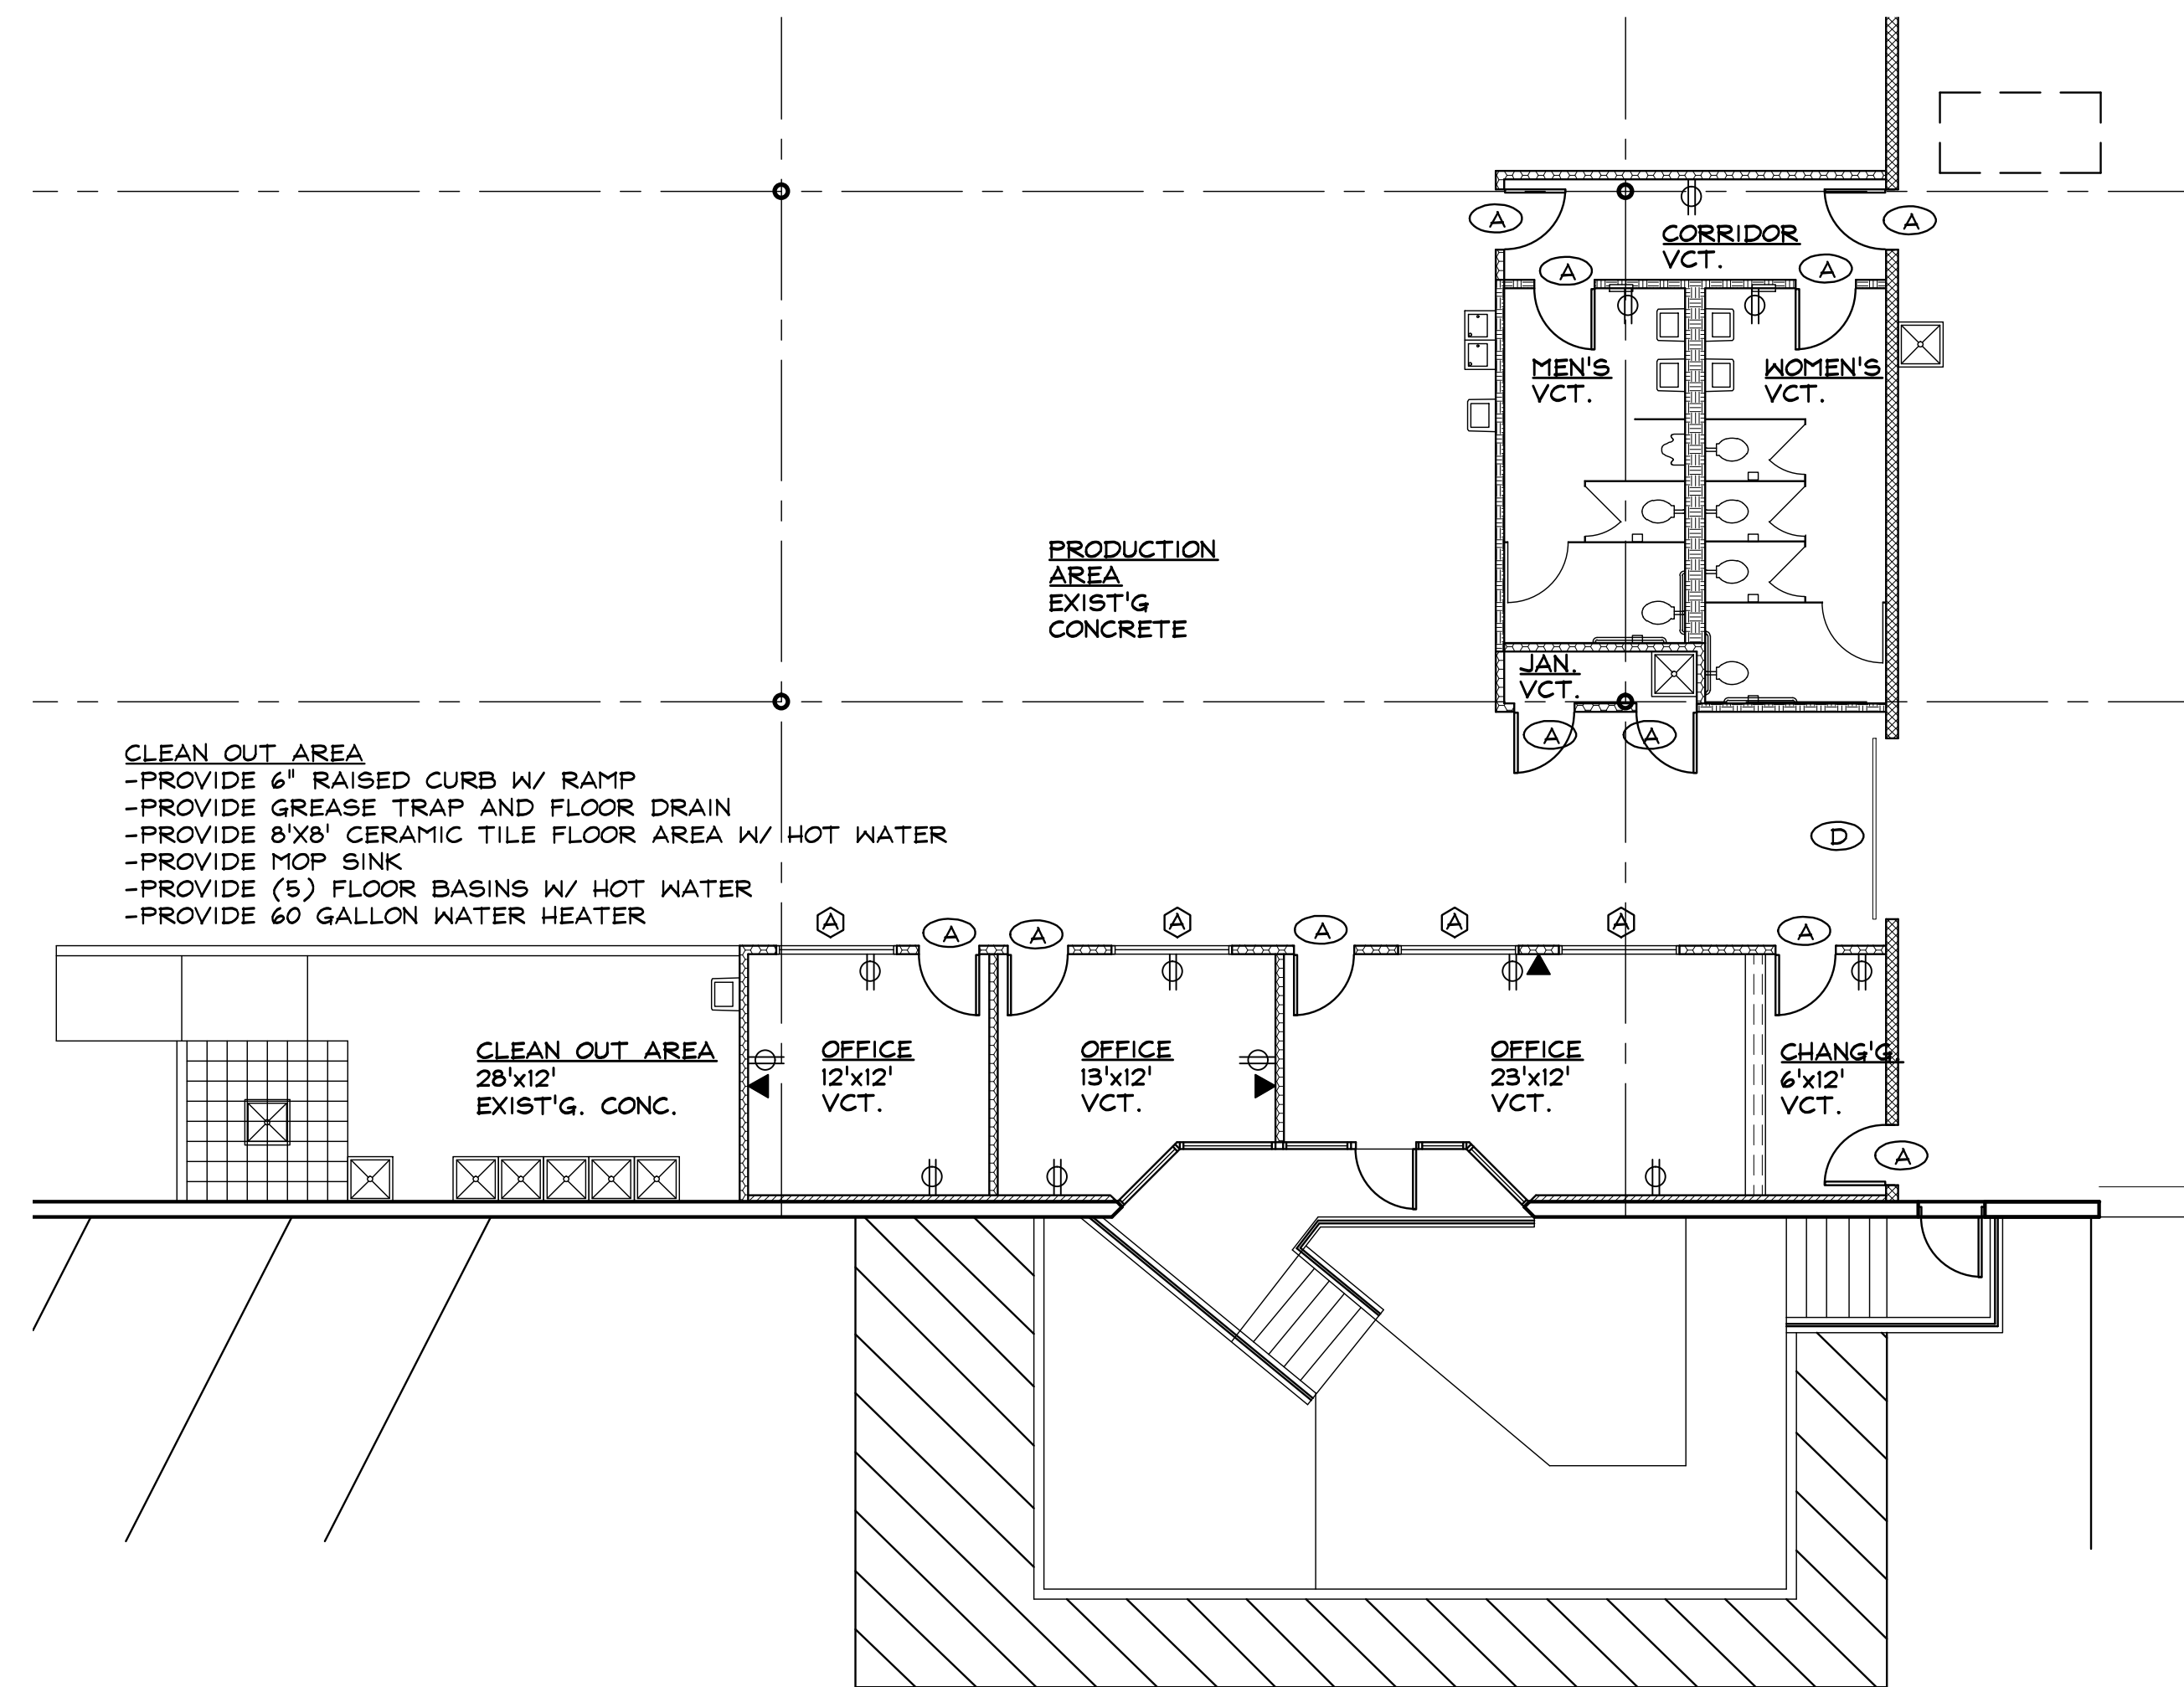 A
A
CORRIDOR
VCT.
A
A
MEN'S
VCT.
WOMEN'S
VCT.
PRODUCTION
AREA
EXIST'G
CONCRETE
JAN.
VCT.
A
A
CLEAN OUT AREA
-PROVIDE 6" RAISED CURB W/ RAMP
-PROVIDE GREASE TRAP AND FLOOR DRAIN
-PROVIDE 8'X8' CERAMIC TILE FLOOR AREA W/ HOT WATER
-PROVIDE MOP SINK
-PROVIDE (5) FLOOR BASINS W/ HOT WATER
-PROVIDE 60 GALLON WATER HEATER
D
A
A
A
A
A
A
A
A
CLEAN OUT AREA
28'x12'
EXIST'G. CONC.
OFFICE
12'x12'
VCT.
OFFICE
13'x12'
VCT.
OFFICE
23'x12'
VCT.
CHANG'G
6'x12'
VCT.
A